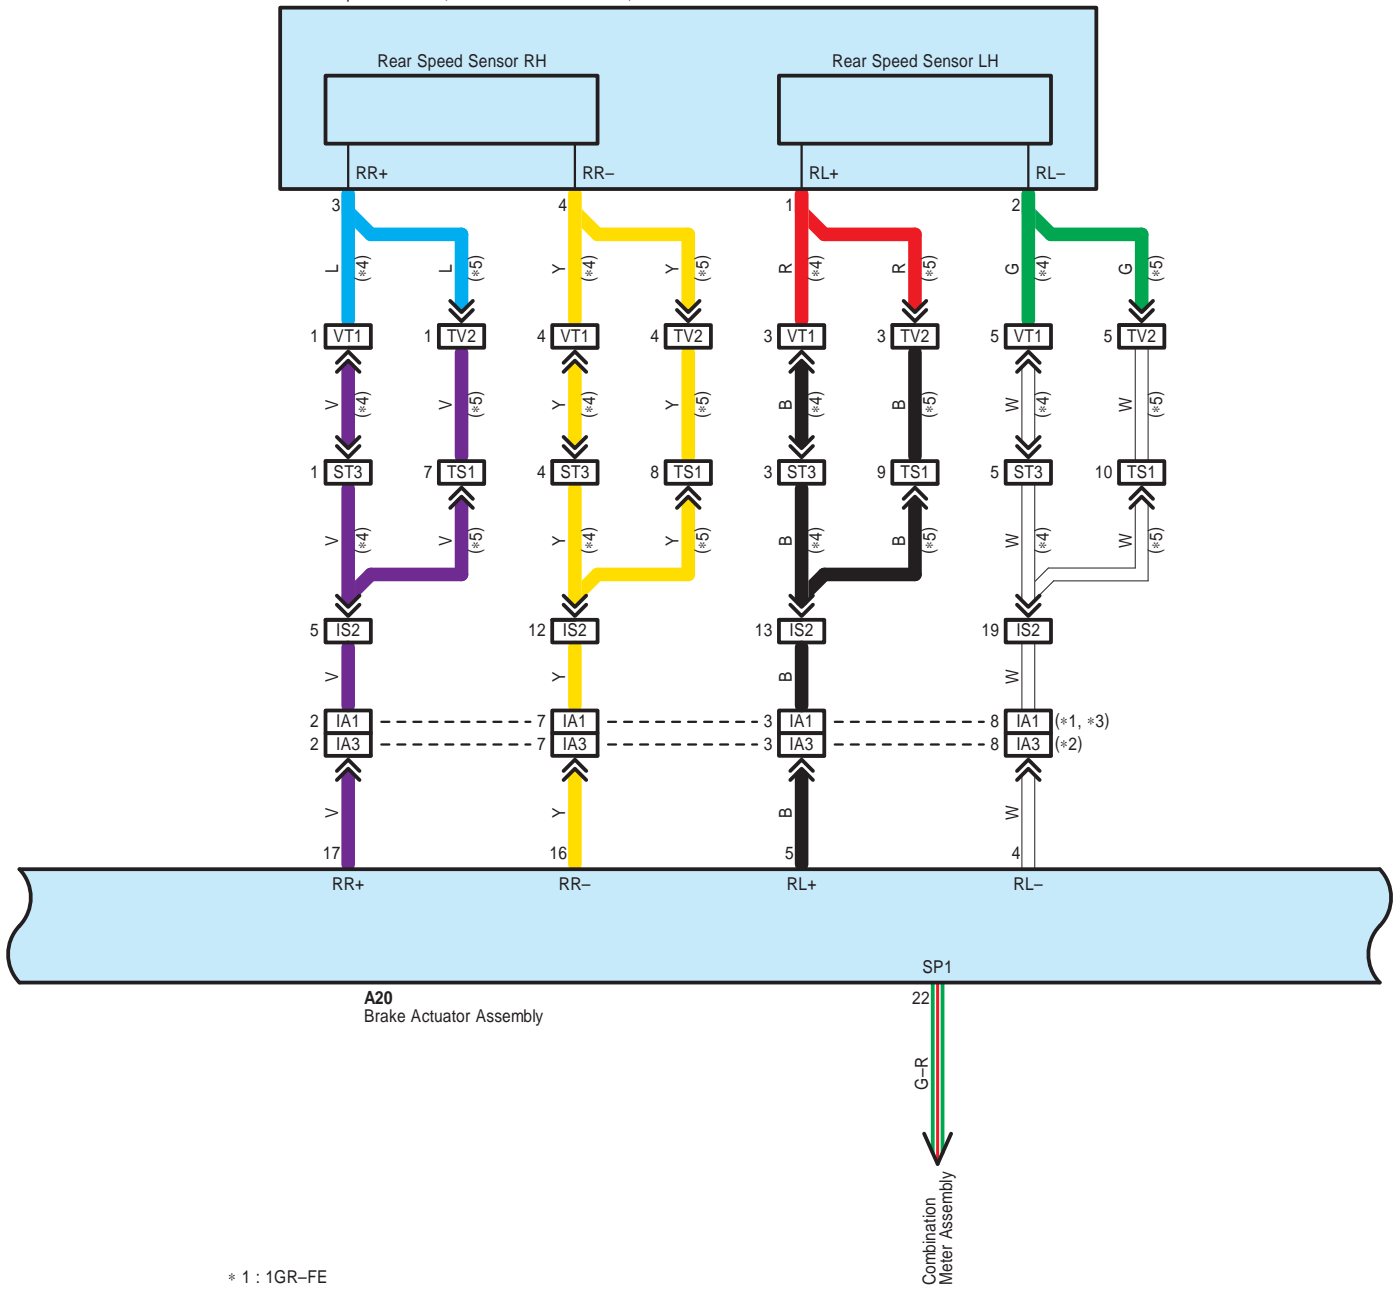 Rear Speed Sensor RH Rear Speed Sensor LH
RR+ RR– RL+ RL–
3 4 1 2
L (*4) L (*5) Y (*4) Y (*5) R (*4) R (*5) G (*4) G (*5)
1 VT1 1 TV2 4 VT1 4 TV2 3 VT1 3 TV2 5 VT1 5 TV2
V (*4) V (*5) Y (*4) Y (*5) B (*4) B (*5) W (*4) W (*5)
1 ST3 7 TS1 4 ST3 8 TS1 3 ST3 9 TS1 5 ST3 10 TS1
V (*4) V (*5) Y (*4) Y (*5) B (*4) B (*5) W (*4) W (*5)
5 IS2 12 IS2 13 IS2 19 IS2
V Y B W
2 IA1 7 IA1 3 IA1 8 IA1 (*1, *3)
2 IA3 7 IA3 3 IA3 8 IA3 (*2)
V Y B W
17 16 5 4
RR+ RR– RL+ RL–
SP1
A20
Brake Actuator Assembly
22
G–R
Combination
Meter Assembly
* 1 : 1GR–FE